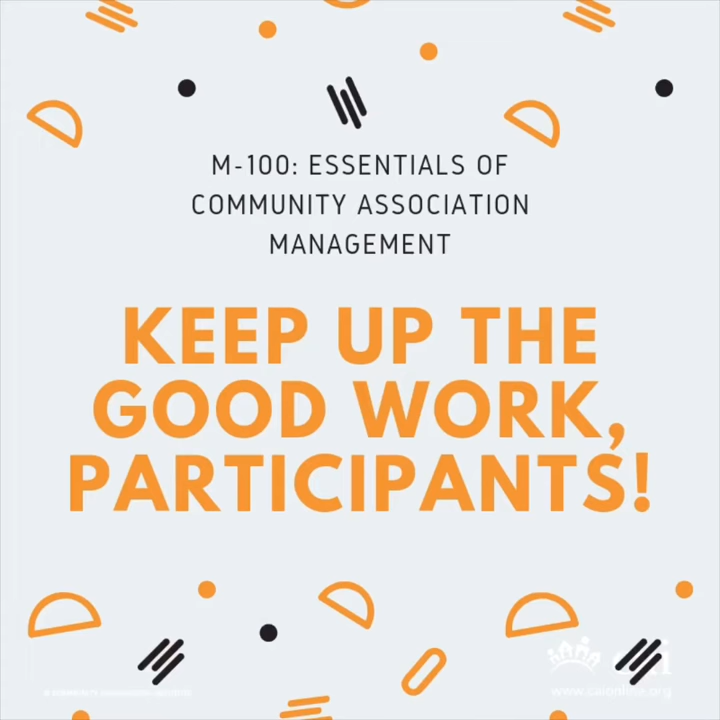 M-100: ESSENTIALS OF
COMMUNITY ASSOCIATION
MANAGEMENT
KEEP UP THE
GOOD WORK,
PARTICIPANTS!
www.caionline.org